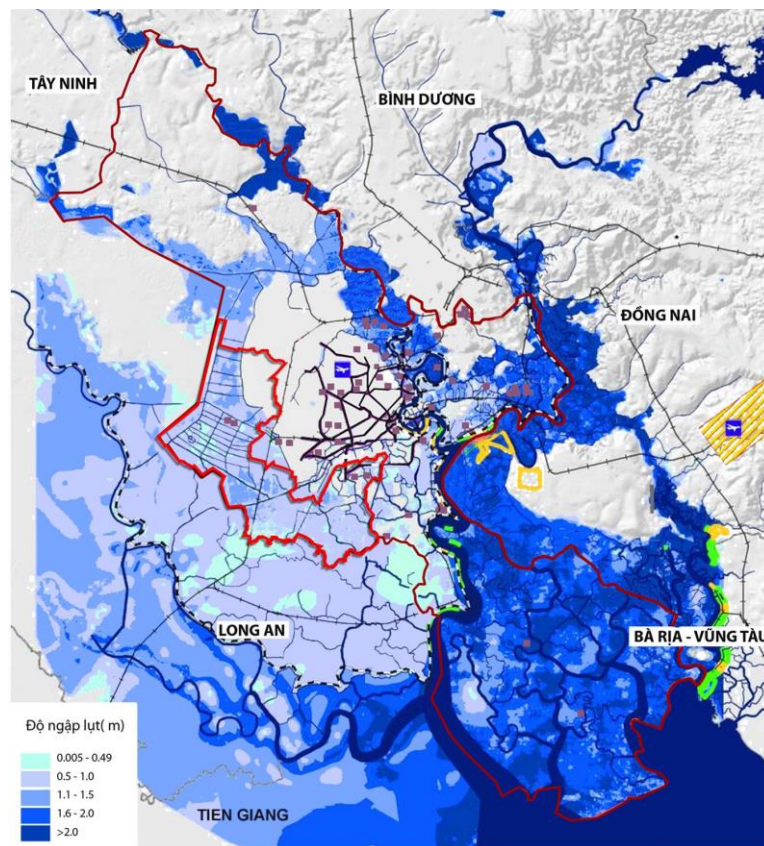 TÂY NINH
BÌNH DƯƠNG
ĐỒNG NAI
BÀ RỊA - VŨNG TÀU
LONG AN
Độ ngập lụt( m)
0.005 - 0.49
0.5 - 1.0
1.1 - 1.5
1.6 - 2.0
>2.0
TIEN GIANG